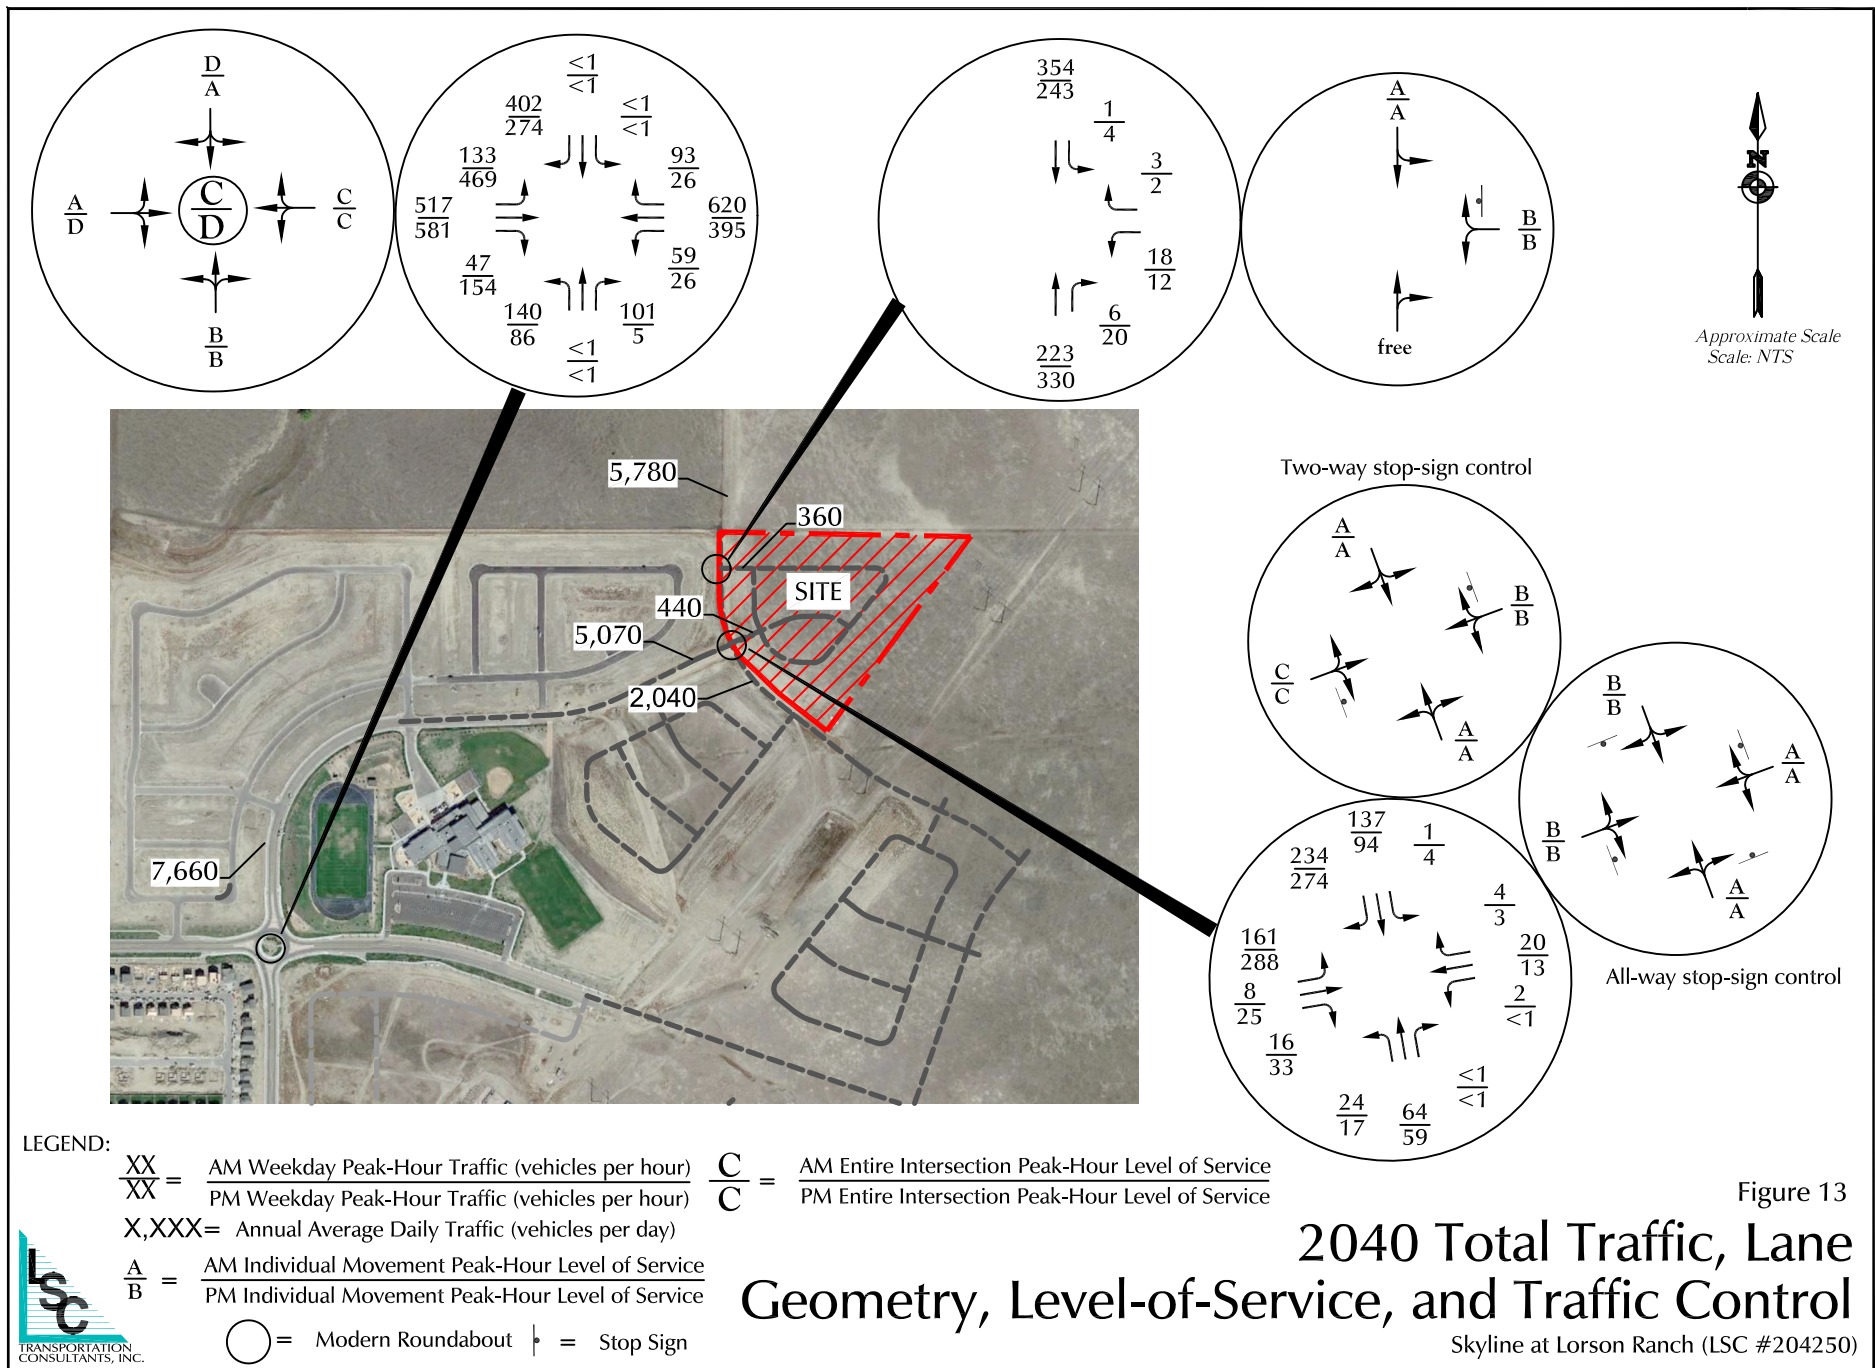 D
A
A
D
C
D
C
C
B
B
<1
<1
402
274
<1
<1
133
469
93
26
517
581
620
395
47
154
59
26
140
86
101
5
<1
<1
354
243
1
4
3
2
18
12
6
20
223
330
A
A
B
B
free
N
Approximate Scale
Scale: NTS
5,780
360
SITE
440
5,070
2,040
7,660
Two-way stop-sign control
A
A
B
B
C
C
A
A
B
B
A
A
B
B
A
A
All-way stop-sign control
137
94
1
4
234
274
4
3
161
288
20
13
8
25
2
<1
16
33
<1
<1
24
17
64
59
LEGEND:
XX
XX
=
AM Weekday Peak-Hour Traffic (vehicles per hour)
PM Weekday Peak-Hour Traffic (vehicles per hour)
C
C
=
AM Entire Intersection Peak-Hour Level of Service
PM Entire Intersection Peak-Hour Level of Service
X,XXX= Annual Average Daily Traffic (vehicles per day)
A
B
=
AM Individual Movement Peak-Hour Level of Service
PM Individual Movement Peak-Hour Level of Service
= Modern Roundabout = Stop Sign
LSC
TRANSPORTATION
CONSULTANTS, INC.
Figure 13
2040 Total Traffic, Lane
Geometry, Level-of-Service, and Traffic Control
Skyline at Lorson Ranch (LSC #204250)